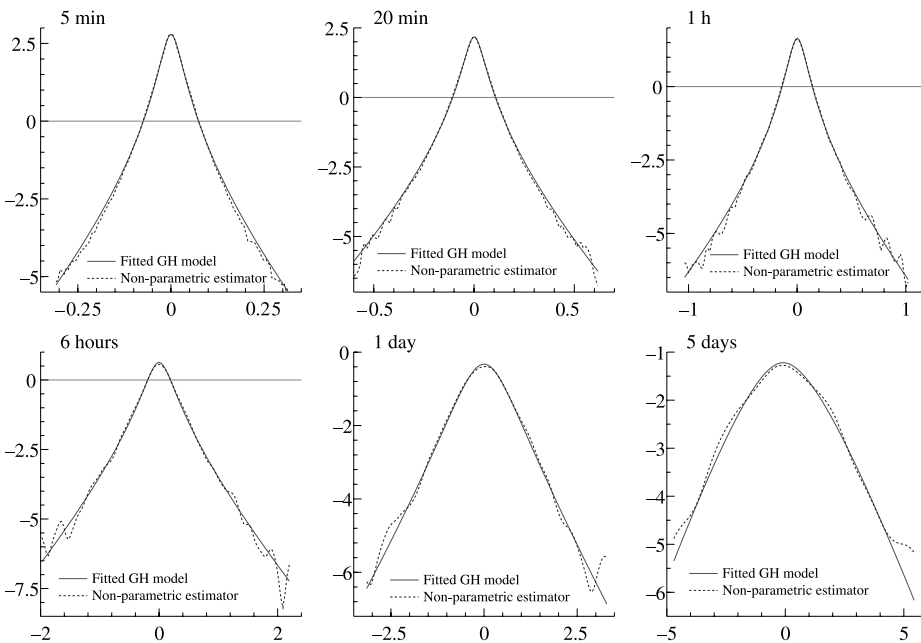 5 min
2.5
0
−2.5
−5
Fitted GH model
Non-parametric estimator
−0.25 0 0.25
20 min
2.5
0
−2.5
−5
Fitted GH model
Non-parametric estimator
−0.5 0 0.5
1 h
0
−2.5
−5
Fitted GH model
Non-parametric estimator
−1 0 1
6 hours
0
−2.5
−5
−7.5
Fitted GH model
Non-parametric estimator
−2 0 2
1 day
0
−2
−4
−6
Fitted GH model
Non-parametric estimator
−2.5 0 2.5
5 days
−1
−2
−3
−4
−5
−6
Fitted GH model
Non-parametric estimator
−5 0 5